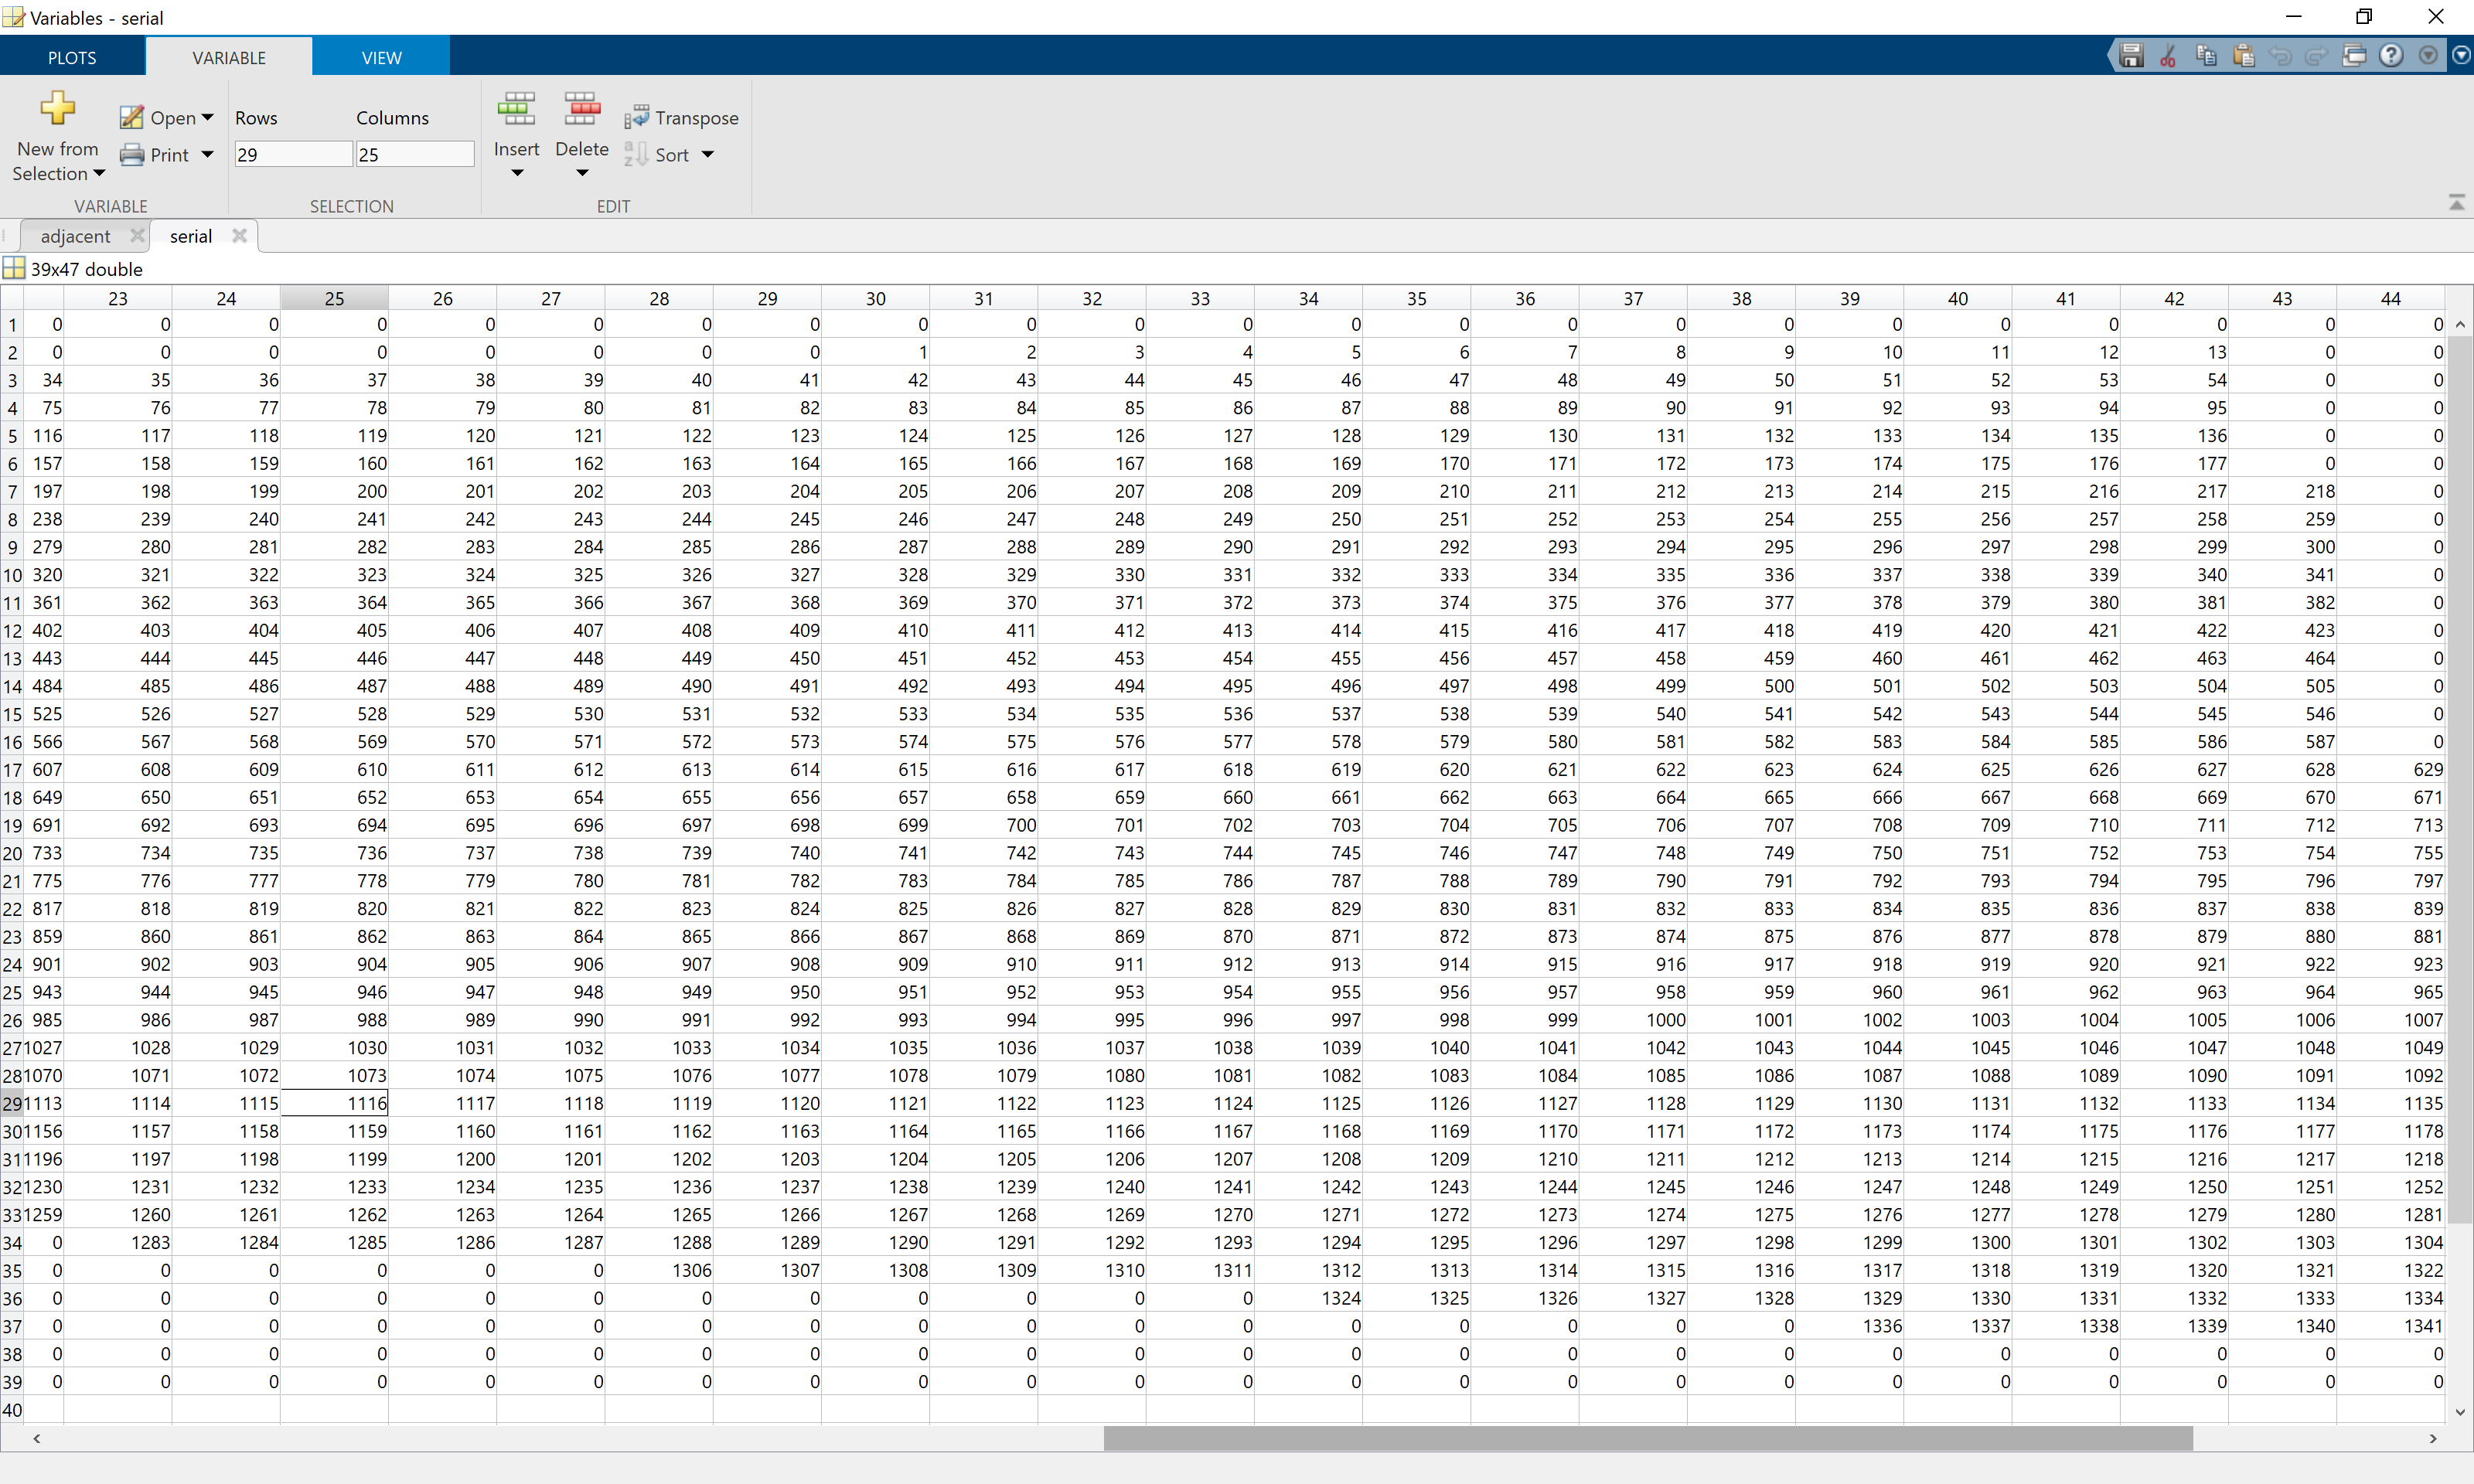 Variables - serial
PLOTS VARIABLE VIEW
New from Selection Open Print Rows Columns Insert Delete Transpose Sort
29 25
VARIABLE SELECTION EDIT
adjacent serial
39x47 double
23 24 25 26 27 28 29 30 31 32 33 34 35 36 37 38 39 40 41 42 43 44
1 0 0 0 0 0 0 0 0 0 0 0 0 0 0 0 0 0 0 0 0 0 0 0
2 0 0 0 0 0 0 0 0 1 2 3 4 5 6 7 8 9 10 11 12 13 0 0
3 34 35 36 37 38 39 40 41 42 43 44 45 46 47 48 49 50 51 52 53 54 0 0
4 75 76 77 78 79 80 81 82 83 84 85 86 87 88 89 90 91 92 93 94 95 0 0
5 116 117 118 119 120 121 122 123 124 125 126 127 128 129 130 131 132 133 134 135 136 0 0
6 157 158 159 160 161 162 163 164 165 166 167 168 169 170 171 172 173 174 175 176 177 0 0
7 197 198 199 200 201 202 203 204 205 206 207 208 209 210 211 212 213 214 215 216 217 218 0
8 238 239 240 241 242 243 244 245 246 247 248 249 250 251 252 253 254 255 256 257 258 259 0
9 279 280 281 282 283 284 285 286 287 288 289 290 291 292 293 294 295 296 297 298 299 300 0
10 320 321 322 323 324 325 326 327 328 329 330 331 332 333 334 335 336 337 338 339 340 341 0
11 361 362 363 364 365 366 367 368 369 370 371 372 373 374 375 376 377 378 379 380 381 382 0
12 402 403 404 405 406 407 408 409 410 411 412 413 414 415 416 417 418 419 420 421 422 423 0
13 443 444 445 446 447 448 449 450 451 452 453 454 455 456 457 458 459 460 461 462 463 464 0
14 484 485 486 487 488 489 490 491 492 493 494 495 496 497 498 499 500 501 502 503 504 505 0
15 525 526 527 528 529 530 531 532 533 534 535 536 537 538 539 540 541 542 543 544 545 546 0
16 566 567 568 569 570 571 572 573 574 575 576 577 578 579 580 581 582 583 584 585 586 587 0
17 607 608 609 610 611 612 613 614 615 616 617 618 619 620 621 622 623 624 625 626 627 628 629
18 649 650 651 652 653 654 655 656 657 658 659 660 661 662 663 664 665 666 667 668 669 670 671
19 691 692 693 694 695 696 697 698 699 700 701 702 703 704 705 706 707 708 709 710 711 712 713
20 733 734 735 736 737 738 739 740 741 742 743 744 745 746 747 748 749 750 751 752 753 754 755
21 775 776 777 778 779 780 781 782 783 784 785 786 787 788 789 790 791 792 793 794 795 796 797
22 817 818 819 820 821 822 823 824 825 826 827 828 829 830 831 832 833 834 835 836 837 838 839
23 859 860 861 862 863 864 865 866 867 868 869 870 871 872 873 874 875 876 877 878 879 880 881
24 901 902 903 904 905 906 907 908 909 910 911 912 913 914 915 916 917 918 919 920 921 922 923
25 943 944 945 946 947 948 949 950 951 952 953 954 955 956 957 958 959 960 961 962 963 964 965
26 985 986 987 988 989 990 991 992 993 994 995 996 997 998 999 1000 1001 1002 1003 1004 1005 1006 1007
27 1027 1028 1029 1030 1031 1032 1033 1034 1035 1036 1037 1038 1039 1040 1041 1042 1043 1044 1045 1046 1047 1048 1049
28 1070 1071 1072 1073 1074 1075 1076 1077 1078 1079 1080 1081 1082 1083 1084 1085 1086 1087 1088 1089 1090 1091 1092
29 1113 1114 1115 1116 1117 1118 1119 1120 1121 1122 1123 1124 1125 1126 1127 1128 1129 1130 1131 1132 1133 1134 1135
30 1156 1157 1158 1159 1160 1161 1162 1163 1164 1165 1166 1167 1168 1169 1170 1171 1172 1173 1174 1175 1176 1177 1178
31 1196 1197 1198 1199 1200 1201 1202 1203 1204 1205 1206 1207 1208 1209 1210 1211 1212 1213 1214 1215 1216 1217 1218
32 1230 1231 1232 1233 1234 1235 1236 1237 1238 1239 1240 1241 1242 1243 1244 1245 1246 1247 1248 1249 1250 1251 1252
33 1259 1260 1261 1262 1263 1264 1265 1266 1267 1268 1269 1270 1271 1272 1273 1274 1275 1276 1277 1278 1279 1280 1281
34 0 1283 1284 1285 1286 1287 1288 1289 1290 1291 1292 1293 1294 1295 1296 1297 1298 1299 1300 1301 1302 1303 1304
35 0 0 0 0 0 0 1306 1307 1308 1309 1310 1311 1312 1313 1314 1315 1316 1317 1318 1319 1320 1321 1322
36 0 0 0 0 0 0 0 0 0 0 0 0 1324 1325 1326 1327 1328 1329 1330 1331 1332 1333 1334
37 0 0 0 0 0 0 0 0 0 0 0 0 0 0 0 0 0 1336 1337 1338 1339 1340 1341
38 0 0 0 0 0 0 0 0 0 0 0 0 0 0 0 0 0 0 0 0 0 0 0
39 0 0 0 0 0 0 0 0 0 0 0 0 0 0 0 0 0 0 0 0 0 0 0
40